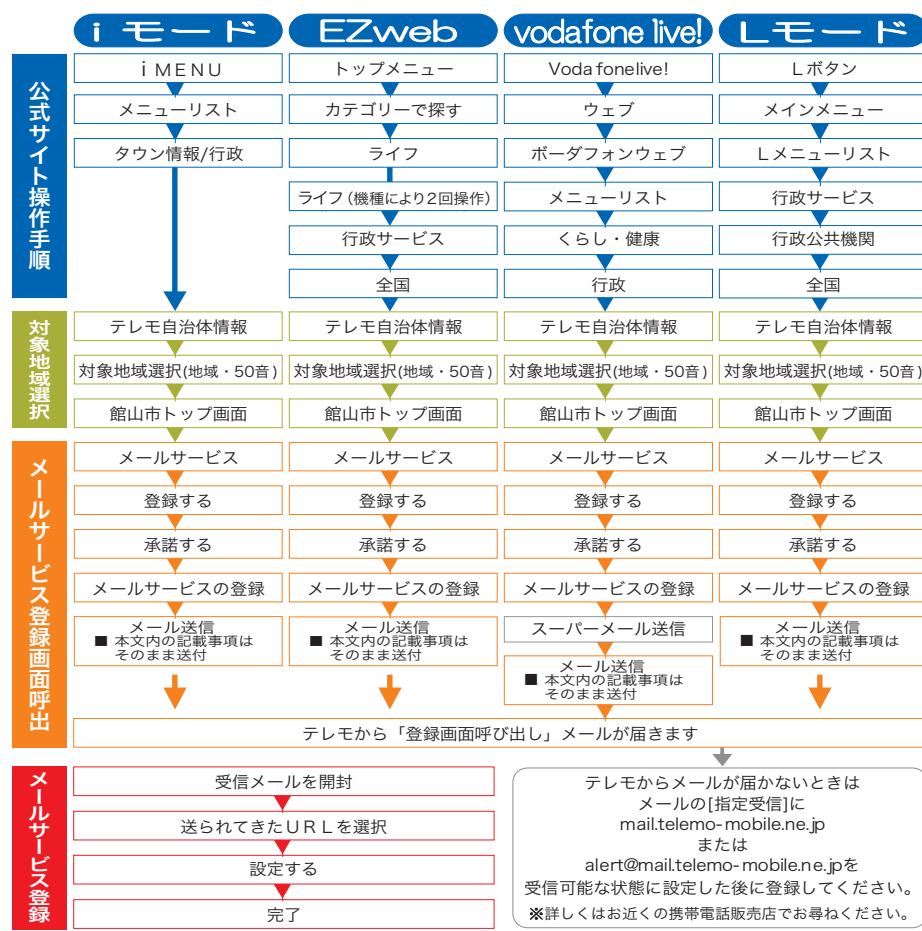 iモード
EZweb
vodafone live!
Lモード
公式サイト操作手順
iMENU
トップメニュー
Vodafonelive!
Lボタン
メニューリスト
カテゴリーで探す
ウェブ
メインメニュー
タウン情報/行政
ライフ
ボーダフォンウェブ
Lメニューリスト
ライフ(機種により2回操作)
メニューリスト
行政サービス
行政サービス
くらし・健康
行政公共機関
全国
行政
全国
対象地域選択
テレモ自治体情報
テレモ自治体情報
テレモ自治体情報
テレモ自治体情報
対象地域選択(地域・50音)
対象地域選択(地域・50音)
対象地域選択(地域・50音)
対象地域選択(地域・50音)
館山市トップ画面
館山市トップ画面
館山市トップ画面
館山市トップ画面
メールサービス登録画面呼出
メールサービス
メールサービス
メールサービス
メールサービス
登録する
登録する
登録する
登録する
承諾する
承諾する
承諾する
承諾する
メールサービスの登録
メールサービスの登録
メールサービスの登録
メールサービスの登録
メール送信
■ 本文内の記載事項は
そのまま送付
メール送信
■ 本文内の記載事項は
そのまま送付
スーパーメール送信
メール送信
■ 本文内の記載事項は
そのまま送付
メール送信
■ 本文内の記載事項は
そのまま送付
テレモから「登録画面呼び出し」メールが届きます
メールサービス登録
受信メールを開封
送られてきたURLを選択
設定する
完了
テレモからメールが届かないときは
メールの[指定受信]に
mail.telemo-mobile.ne.jp
または
alert@mail.telemo-mobile.ne.jpを
受信可能な状態に設定した後に登録してください。
※詳しくはお近くの携帯電話販売店でお尋ねください。